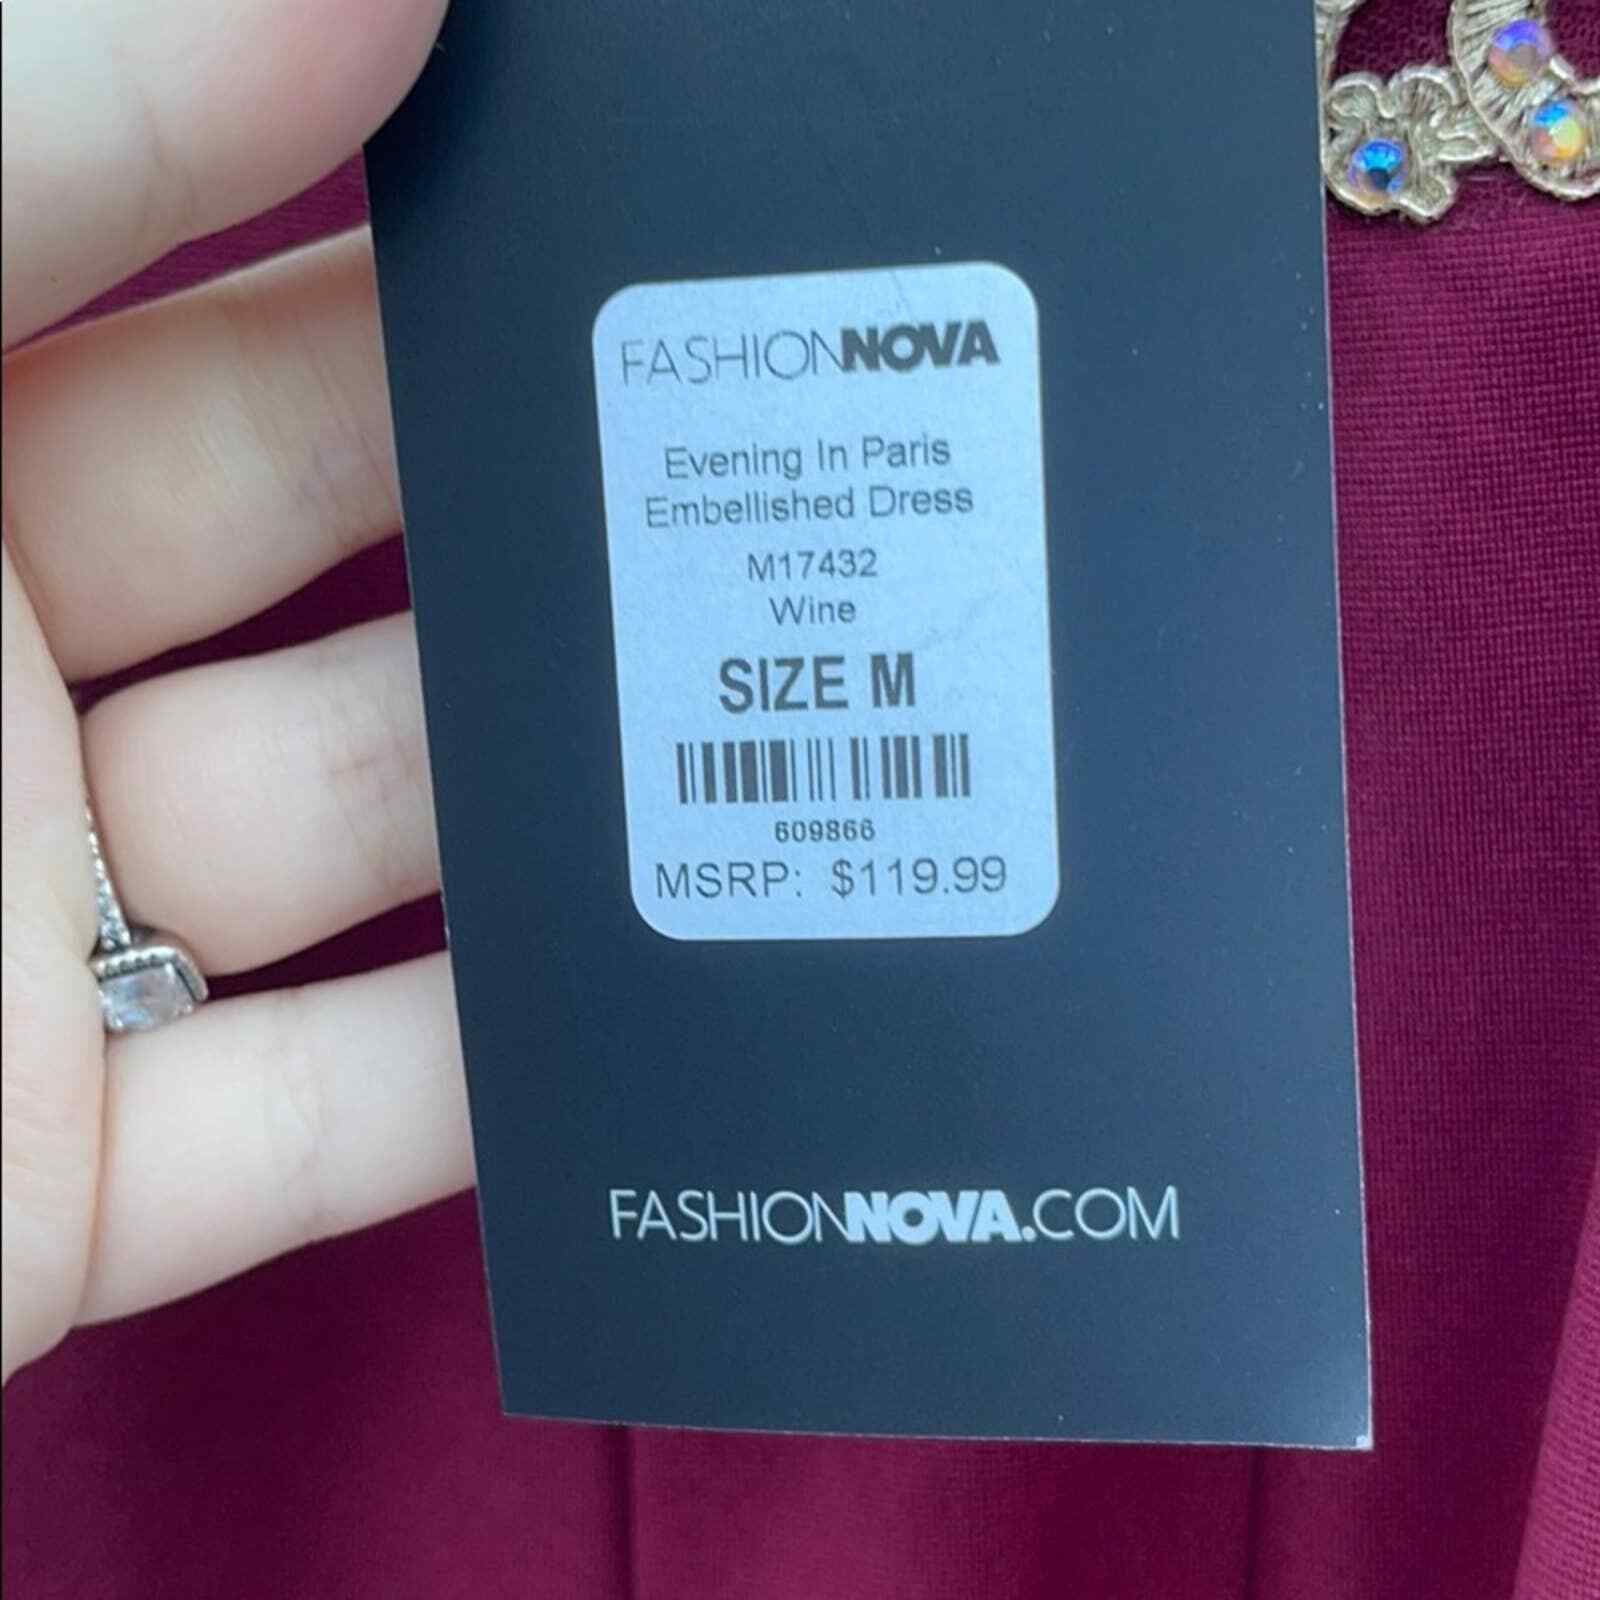 FASHIONNOVA
Evening In Paris
Embellished Dress
M17432
Wine
SIZE M
609866
MSRP: $119.99
FASHIONNOVA.COM